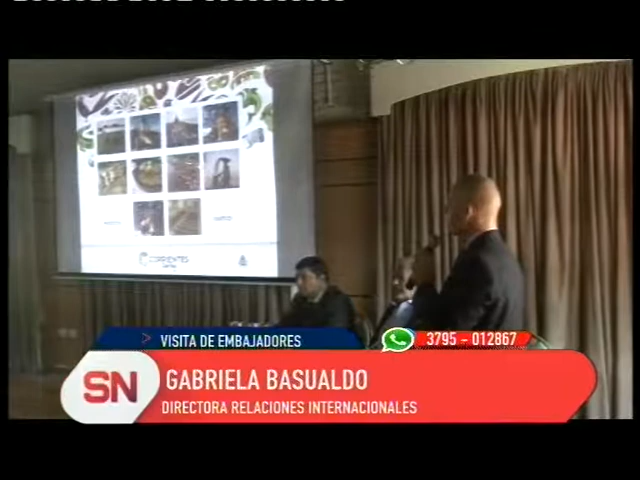 CORRIENTES
VISITA DE EMBAJADORES
3795 - 012867
SN
GABRIELA BASUALDO
DIRECTORA RELACIONES INTERNACIONALES